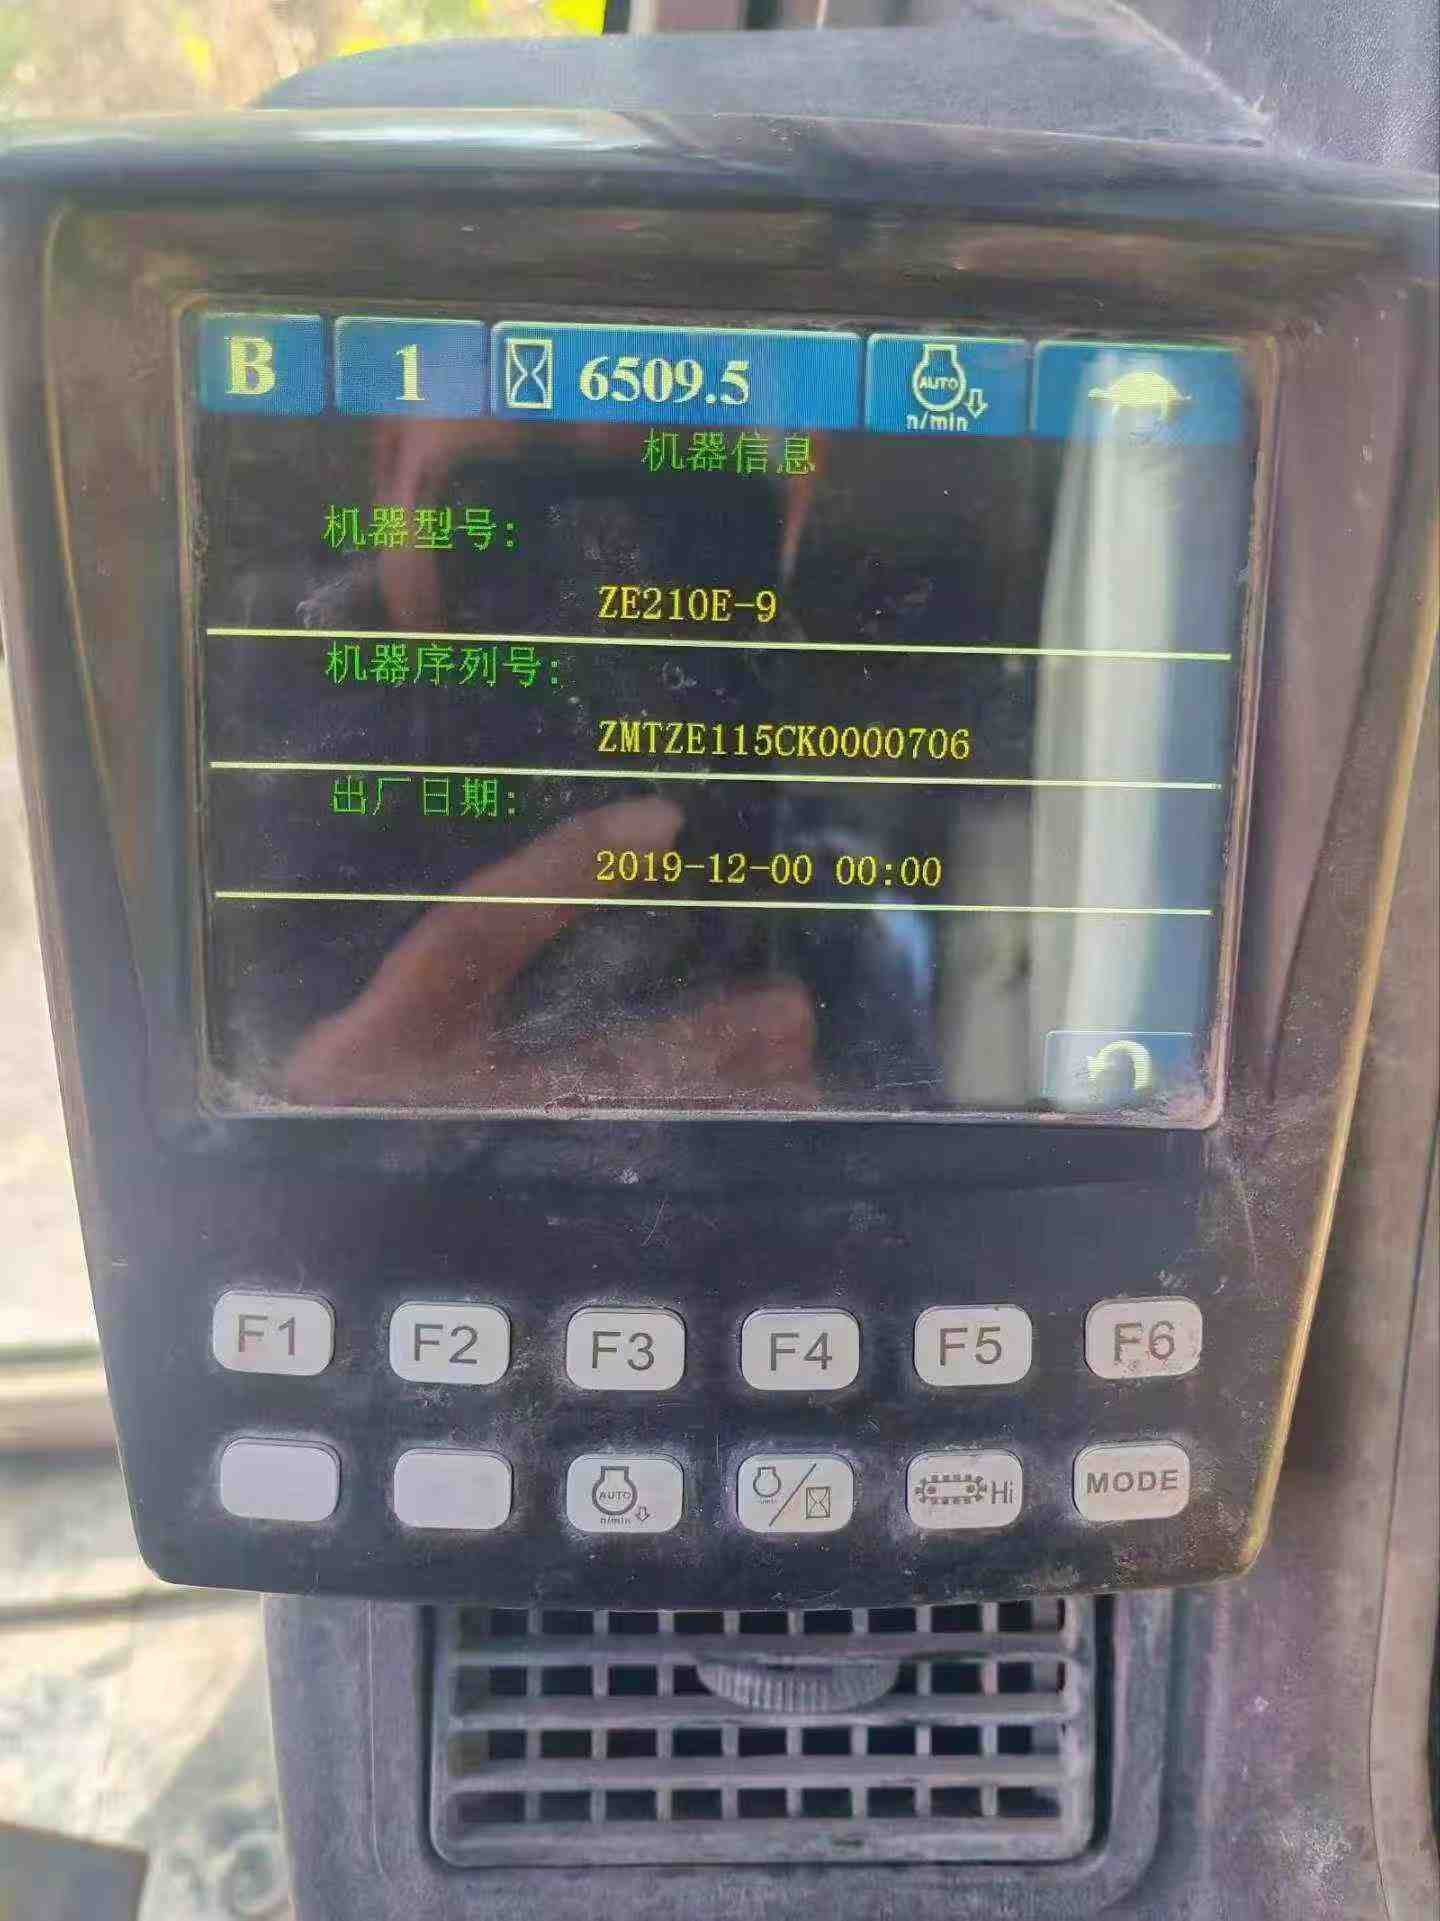 B 1 6509.5 AUTO n/min
机器信息
机器型号:
ZE210E-9
机器序列号:
ZMTZE115CK0000706
出厂日期:
2019-12-00 00:00
F1 F2 F3 F4 F5 F6
AUTO n/min Hi MODE